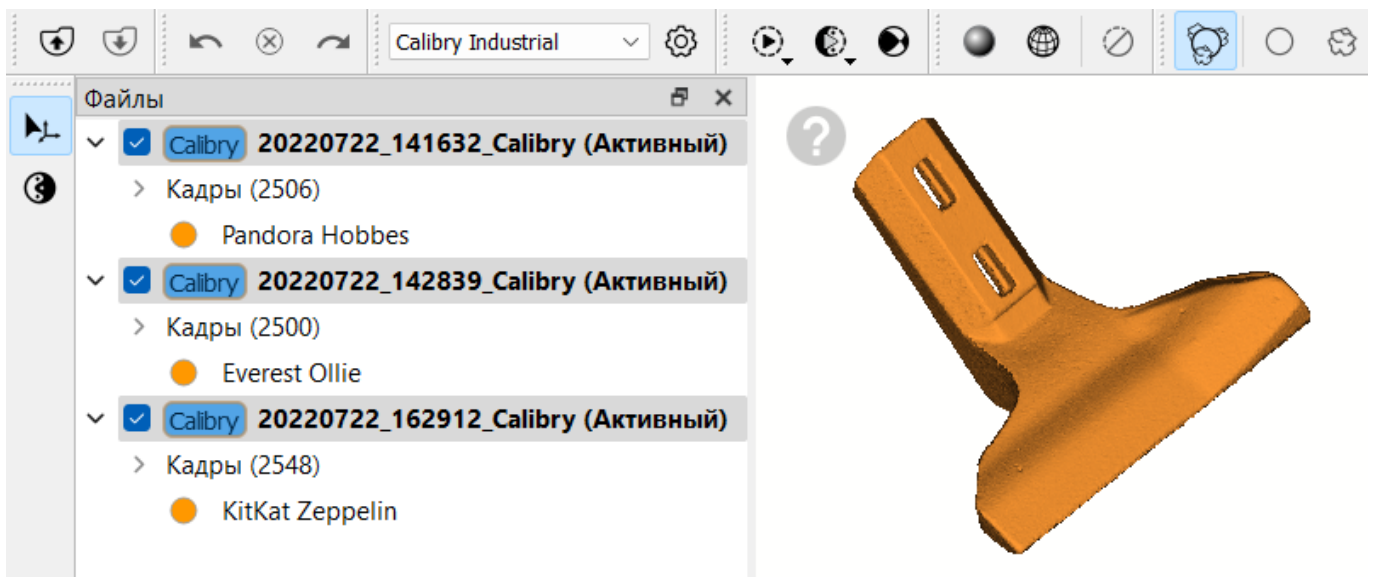 Calibry Industrial
Файлы
Calibry 20220722_141632_Calibry (Активный)
Кадры (2506)
Pandora Hobbes
Calibry 20220722_142839_Calibry (Активный)
Кадры (2500)
Everest Ollie
Calibry 20220722_162912_Calibry (Активный)
Кадры (2548)
KitKat Zeppelin
?